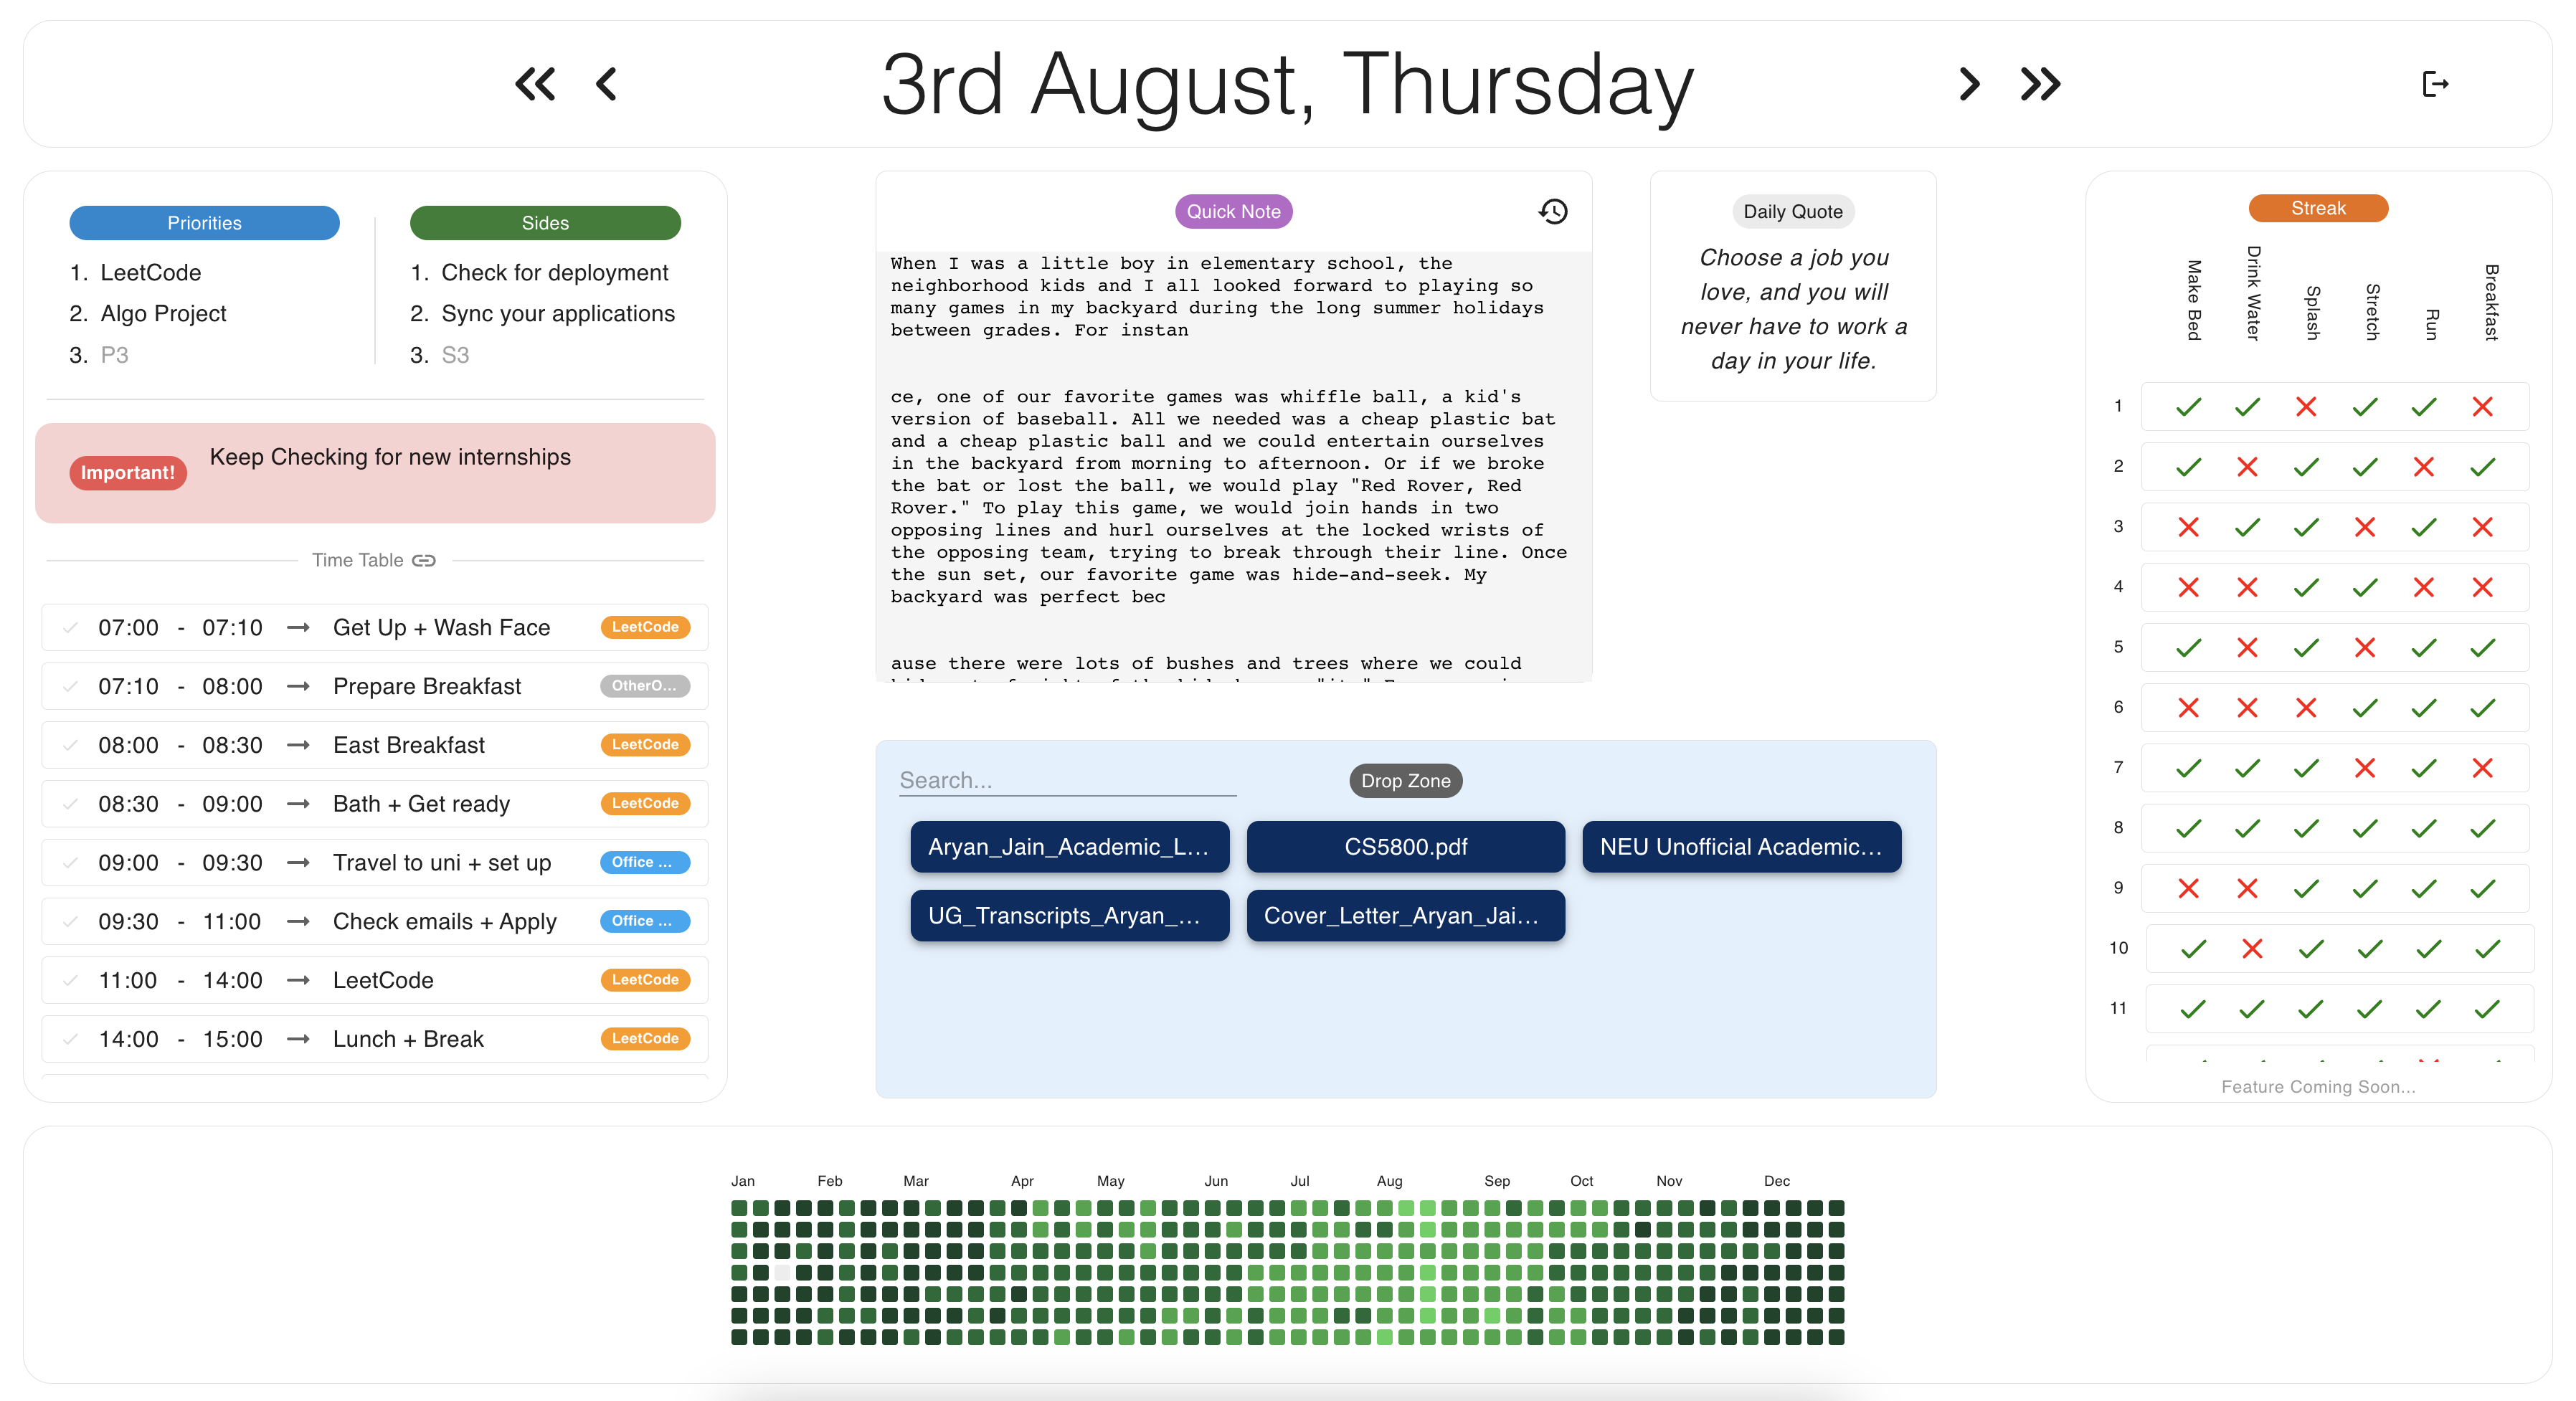 3rd August, Thursday
Priorities
1. LeetCode
2. Algo Project
3. P3
Sides
1. Check for deployment
2. Sync your applications
3. S3
Important!
Keep Checking for new internships
Time Table
07:00 - 07:10 → Get Up + Wash Face LeetCode
07:10 - 08:00 → Prepare Breakfast OtherO...
08:00 - 08:30 → East Breakfast LeetCode
08:30 - 09:00 → Bath + Get ready LeetCode
09:00 - 09:30 → Travel to uni + set up Office ...
09:30 - 11:00 → Check emails + Apply Office ...
11:00 - 14:00 → LeetCode LeetCode
14:00 - 15:00 → Lunch + Break LeetCode
Quick Note
When I was a little boy in elementary school, the
neighborhood kids and I all looked forward to playing so
many games in my backyard during the long summer holidays
between grades. For instan
ce, one of our favorite games was whiffle ball, a kid's
version of baseball. All we needed was a cheap plastic bat
and a cheap plastic ball and we could entertain ourselves
in the backyard from morning to afternoon. Or if we broke
the bat or lost the ball, we would play "Red Rover, Red
Rover." To play this game, we would join hands in two
opposing lines and hurl ourselves at the locked wrists of
the opposing team, trying to break through their line. Once
the sun set, our favorite game was hide-and-seek. My
backyard was perfect bec
ause there were lots of bushes and trees where we could
Daily Quote
Choose a job you
love, and you will
never have to work a
day in your life.
Search...
Drop Zone
Aryan_Jain_Academic_L...
CS5800.pdf
NEU Unofficial Academic...
UG_Transcripts_Aryan_...
Cover_Letter_Aryan_Jai...
Streak
Make Bed
Drink Water
Splash
Stretch
Run
Breakfast
1
2
3
4
5
6
7
8
9
10
11
Feature Coming Soon...
Jan Feb Mar Apr May Jun Jul Aug Sep Oct Nov Dec